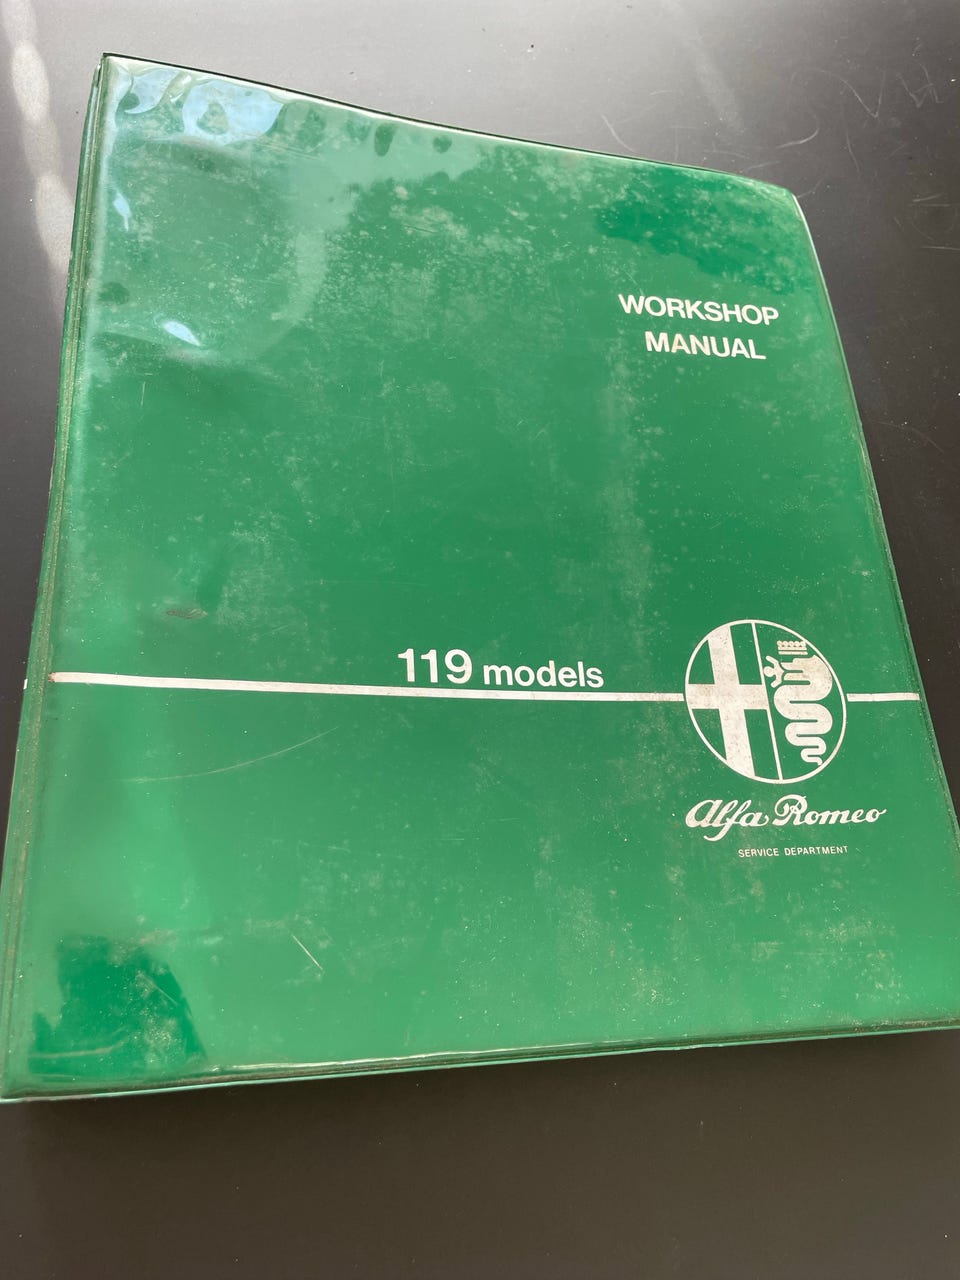 WORKSHOP
MANUAL
119 models
Alfa Romeo
SERVICE DEPARTMENT